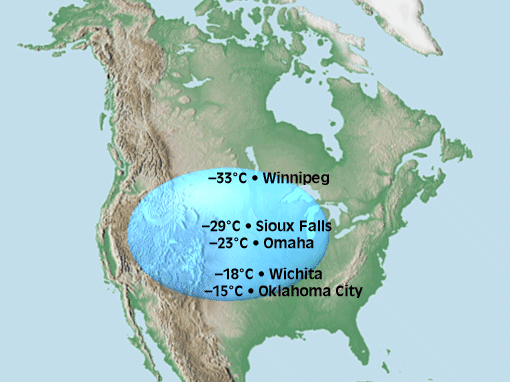 –33°C • Winnipeg
–29°C • Sioux Falls
–23°C • Omaha
–18°C • Wichita
–15°C • Oklahoma City